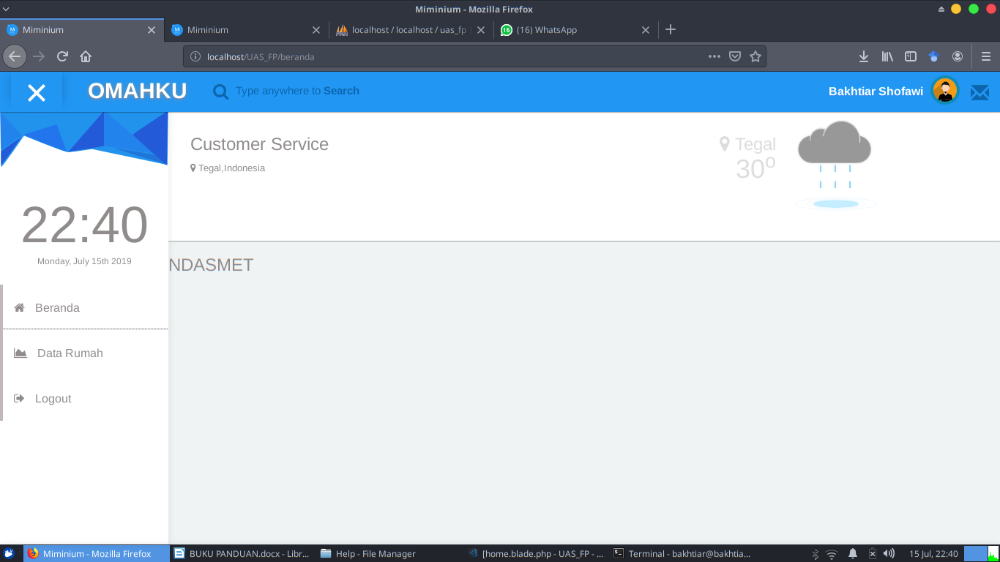 Miminium - Mozilla Firefox
Miminium
Miminium
localhost / localhost / uas_fp
16
(16) WhatsApp
localhost/UAS_FP/beranda
OMAHKU
Type anywhere to Search
Bakhtiar Shofawi
Customer Service
Tegal,Indonesia
Tegal
30º
22:40
Monday, July 15th 2019
NDASMET
Beranda
Data Rumah
Logout
Miminium - Mozilla Firefox
BUKU PANDUAN.docx - Libr...
Help - File Manager
[home.blade.php - UAS_FP - ...
Terminal - bakhtiar@bakhtia...
15 Jul, 22:40